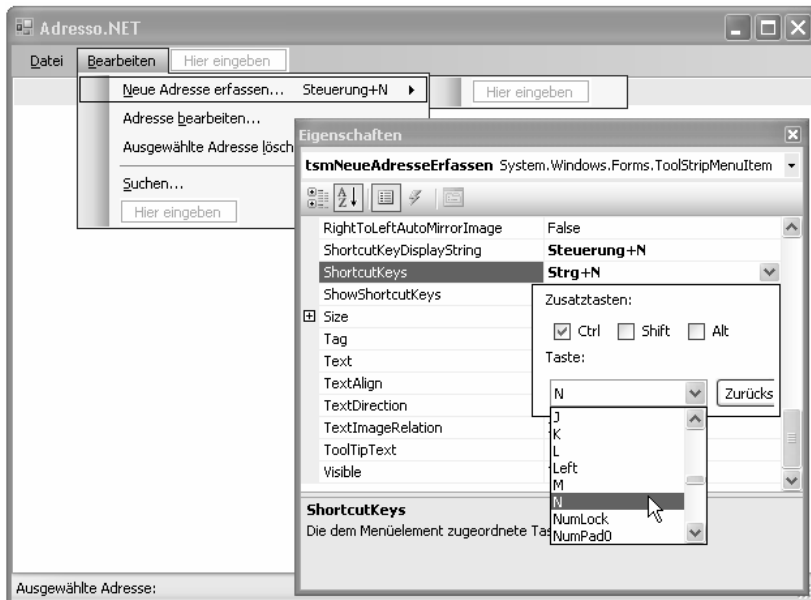 Adresso.NET
Datei Bearbeiten Hier eingeben
Neue Adresse erfassen... Steuerung+N Hier eingeben
Adresse bearbeiten...
Ausgewählte Adresse lösch
Suchen...
Hier eingeben
Eigenschaften
tsmNeueAdresseErfassen System.Windows.Forms.ToolStripMenuItem
RightToLeftAutoMirrorImage False
ShortcutKeyDisplayString Steuerung+N
ShortcutKeys Strg+N
ShowShortcutKeys
Size
Tag
Text
TextAlign
TextDirection
TextImageRelation
ToolTipText
Visible
Zusatztasten:
Ctrl Shift Alt
Taste:
N Zurücks
J
K
L
Left
M
N
NumLock
NumPad0
ShortcutKeys
Die dem Menüelement zugeordnete Tas
Ausgewählte Adresse: